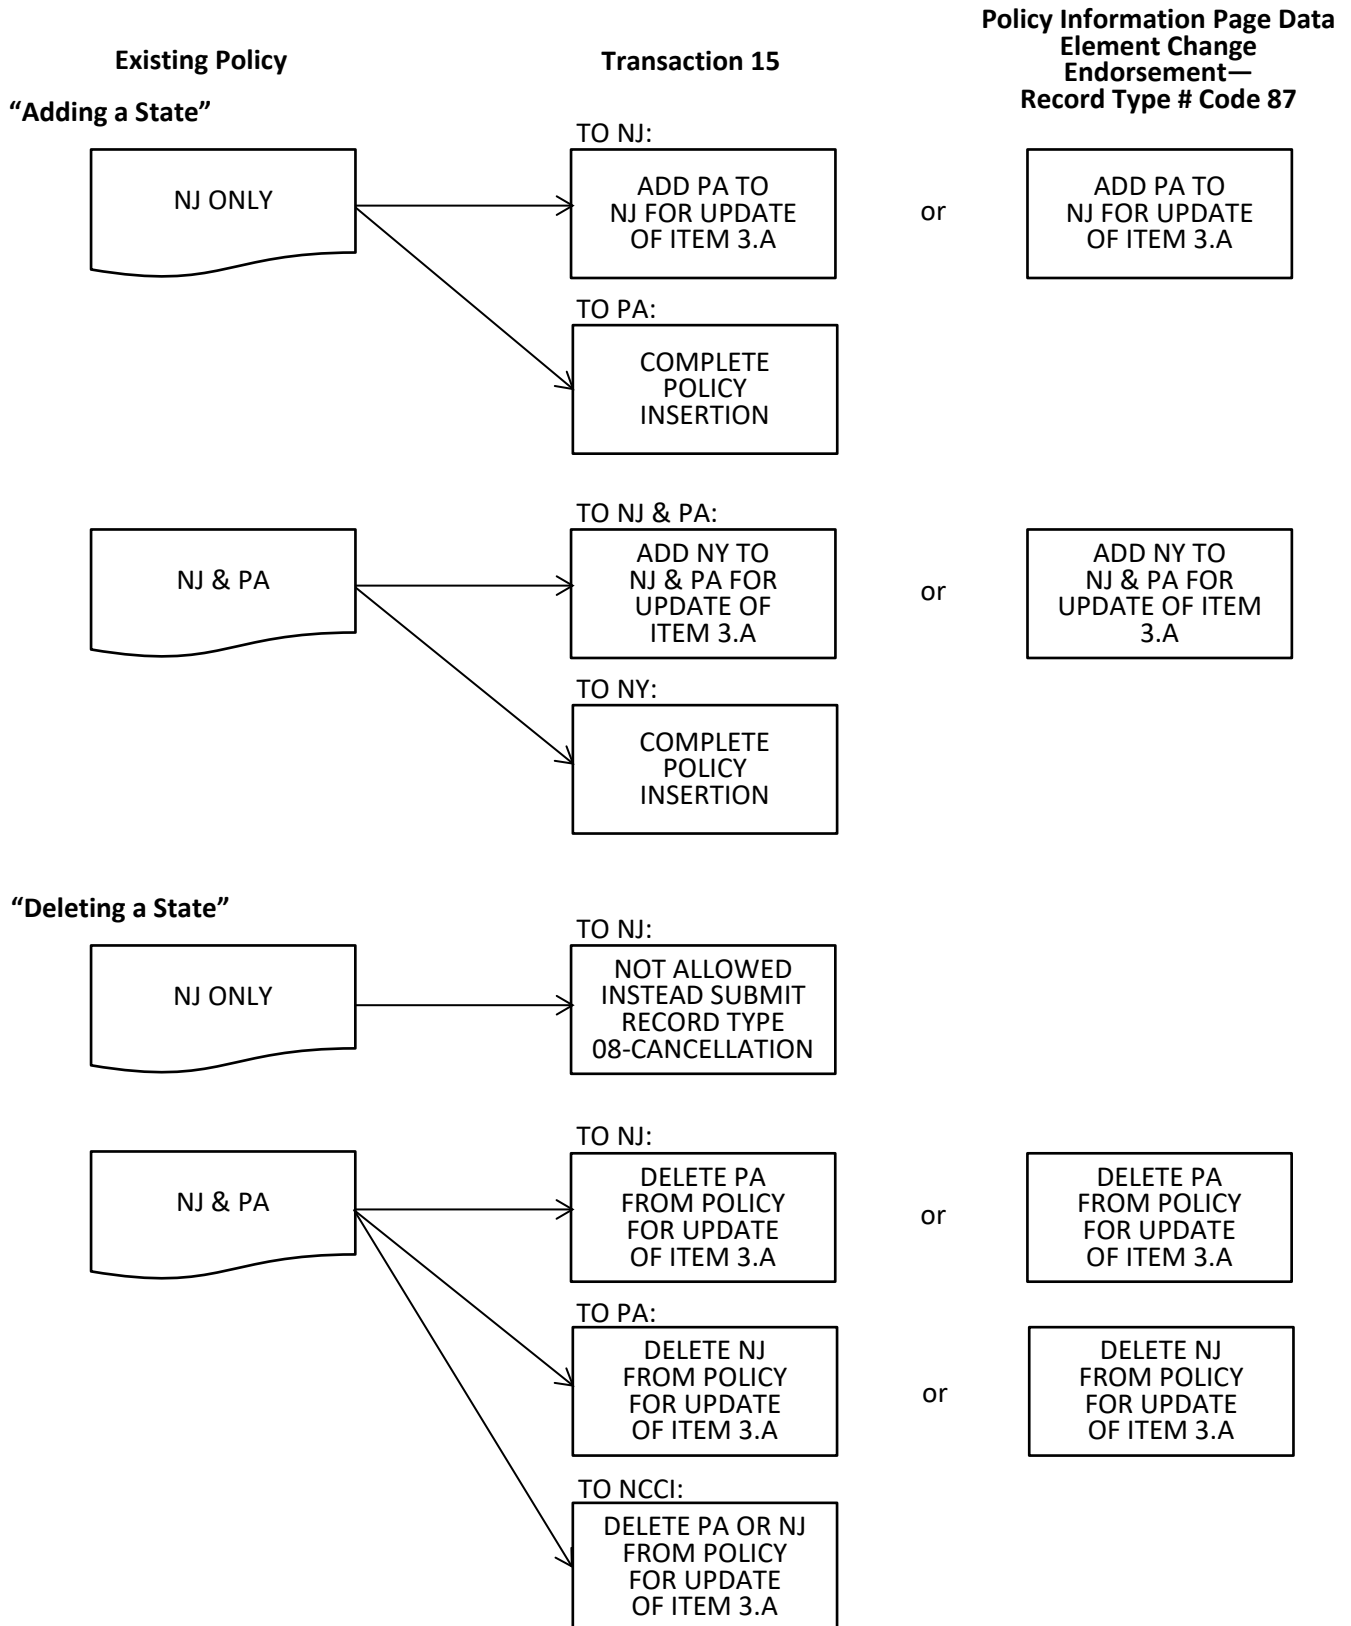 Policy Information Page Data
Element Change
Endorsement—
Record Type # Code 87
Existing Policy
Transaction 15
“Adding a State”
TO NJ:
NJ ONLY
ADD PA TO
NJ FOR UPDATE
OF ITEM 3.A
or
ADD PA TO
NJ FOR UPDATE
OF ITEM 3.A
TO PA:
COMPLETE
POLICY
INSERTION
TO NJ & PA:
NJ & PA
ADD NY TO
NJ & PA FOR
UPDATE OF
ITEM 3.A
or
ADD NY TO
NJ & PA FOR
UPDATE OF ITEM
3.A
TO NY:
COMPLETE
POLICY
INSERTION
“Deleting a State”
TO NJ:
NJ ONLY
NOT ALLOWED
INSTEAD SUBMIT
RECORD TYPE
08-CANCELLATION
TO NJ:
NJ & PA
DELETE PA
FROM POLICY
FOR UPDATE
OF ITEM 3.A
or
DELETE PA
FROM POLICY
FOR UPDATE
OF ITEM 3.A
TO PA:
DELETE NJ
FROM POLICY
FOR UPDATE
OF ITEM 3.A
or
DELETE NJ
FROM POLICY
FOR UPDATE
OF ITEM 3.A
TO NCCI:
DELETE PA OR NJ
FROM POLICY
FOR UPDATE
OF ITEM 3.A